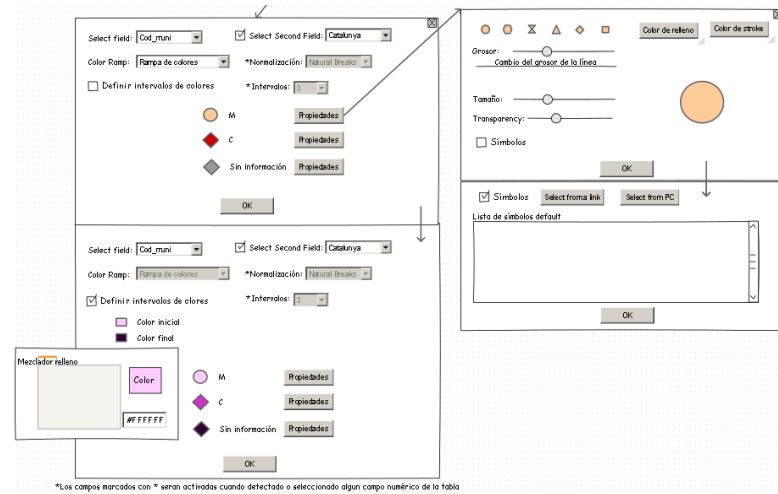 Select field: Cod_muni
Select Second Field: Catalunya
Color Ramp: Rampa de colores
*Normalización: Natural Breaks
Definir intervalos de colores
*Intervalos: 3
M Propiedades
C Propiedades
Sin información Propiedades
OK
Color de relleno
Color de stroke
Grosor:
Cambio del grosor de la línea
Tamaño:
Transparency:
Símbolos
OK
Símbolos
Select froma link
Select from PC
Lista de símbolos default
OK
Select field: Cod_muni
Select Second Field: Catalunya
Color Ramp: Rampa de colores
*Normalización: Natural Breaks
Definir intervalos de clores
*Intervalos: 3
Color inicial
Color final
Mezclador relleno
Color
#FFFFFF
M Propiedades
C Propiedades
Sin información Propiedades
OK
*Los campos marcados con * seran activadas cuando detectado o seleccionado algun campo numérico de la tabla